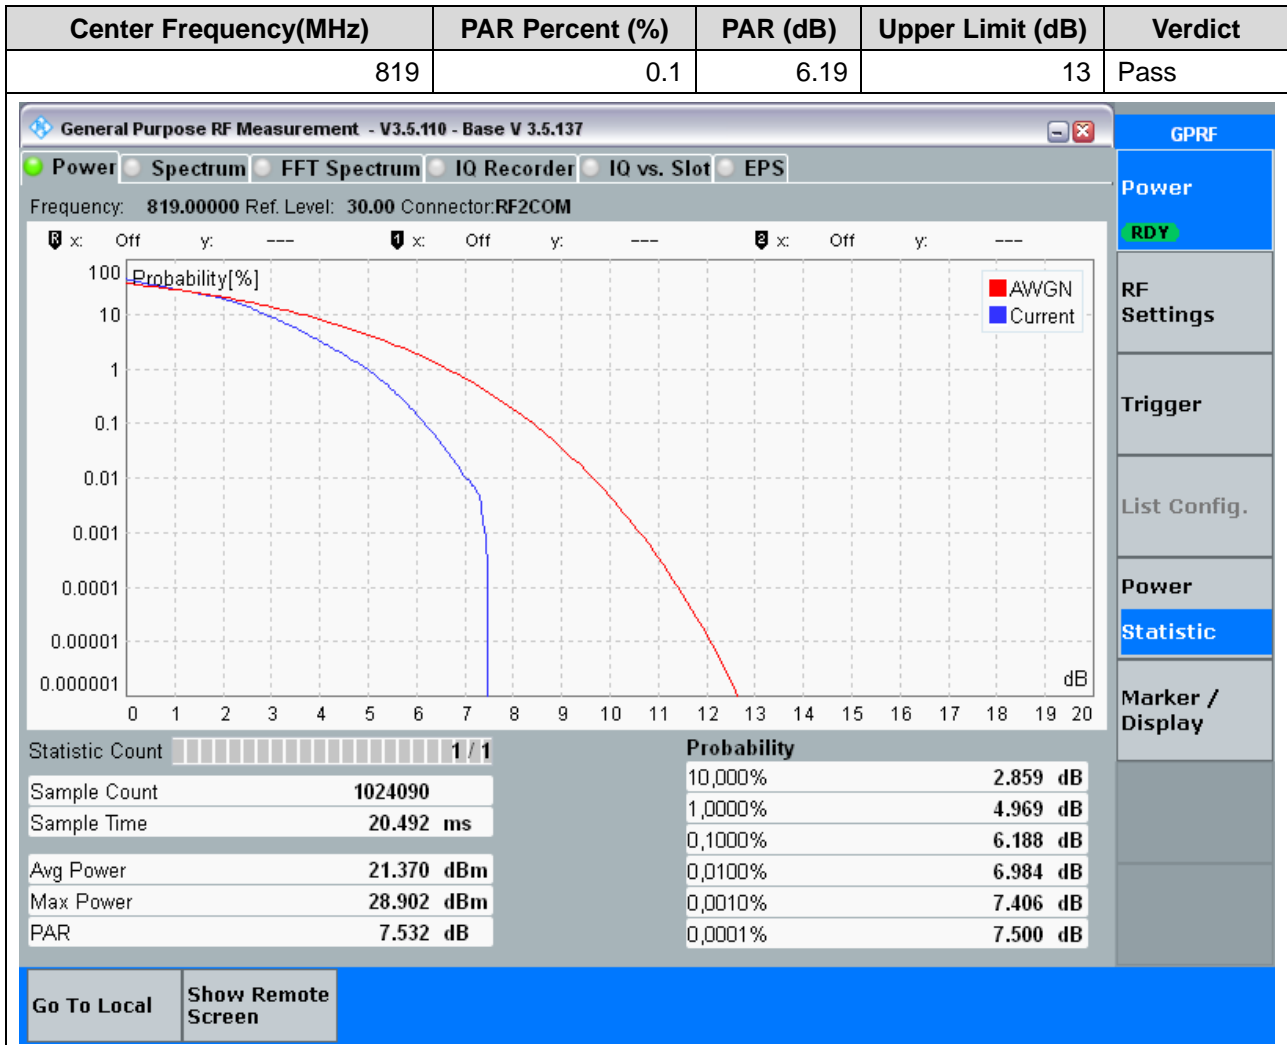 Center Frequency(MHz) PAR Percent (%) PAR (dB) Upper Limit (dB) Verdict
819 0.1 6.19 13 Pass
General Purpose RF Measurement - V3.5.110 - Base V 3.5.137
GPRF
Power Spectrum FFT Spectrum IQ Recorder IQ vs. Slot EPS
Power
RDY
Frequency: 819.00000 Ref. Level: 30.00 Connector:RF2COM
R x: Off y: --- 1 x: Off y: --- 2 x: Off y: ---
100 Probability[%]
AWGN
Current
10
1
0.1
0.01
0.001
0.0001
0.00001
0.000001
dB
0 1 2 3 4 5 6 7 8 9 10 11 12 13 14 15 16 17 18 19 20
RF
Settings
Trigger
List Config.
Power
Statistic
Marker /
Display
Statistic Count 1 / 1
Sample Count 1024090
Sample Time 20.492 ms
Avg Power 21.370 dBm
Max Power 28.902 dBm
PAR 7.532 dB
Probability
10,000% 2.859 dB
1,0000% 4.969 dB
0,1000% 6.188 dB
0,0100% 6.984 dB
0,0010% 7.406 dB
0,0001% 7.500 dB
Go To Local
Show Remote
Screen